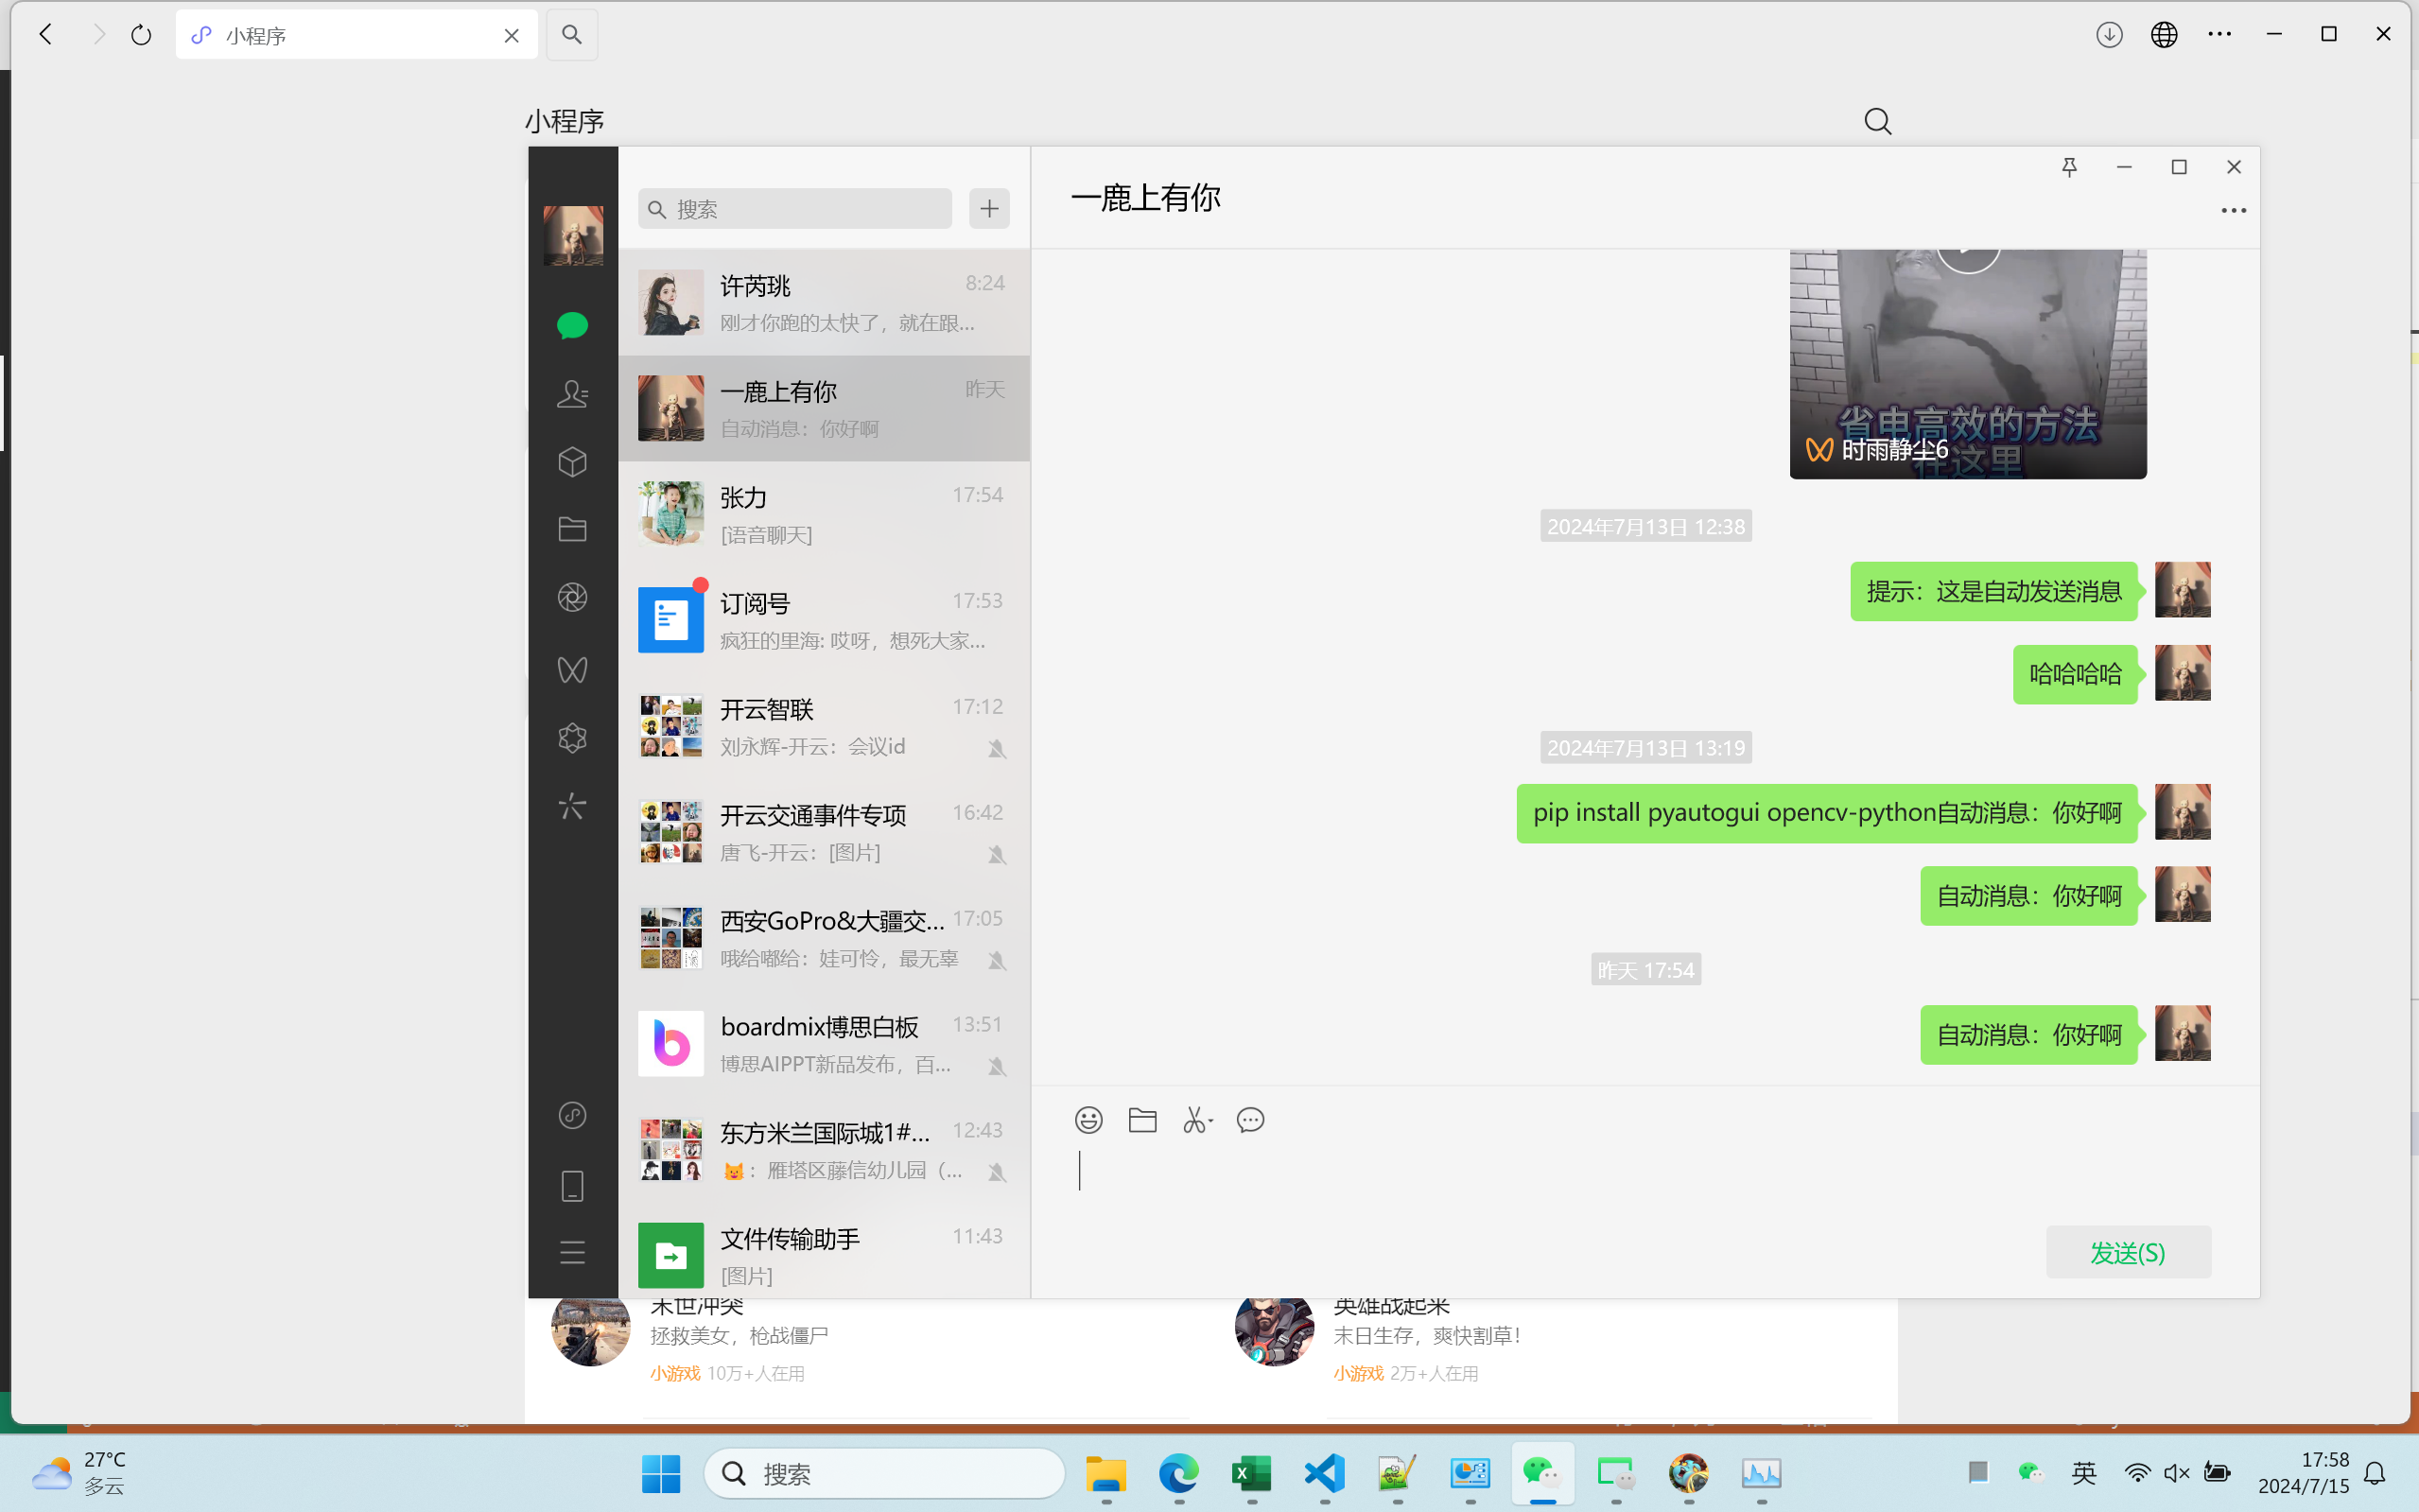 小程序
小程序
搜索
一鹿上有你
许芮珧
8:24
刚才你跑的太快了，就在跟...
一鹿上有你
昨天
自动消息：你好啊
张力
17:54
[语音聊天]
订阅号
17:53
疯狂的里海: 哎呀，想死大家...
开云智联
17:12
刘永辉-开云：会议id
开云交通事件专项
16:42
唐飞-开云：[图片]
西安GoPro&大疆交...
17:05
哦给嘟给：娃可怜，最无辜
boardmix博思白板
13:51
博思AIPPT新品发布，百...
东方米兰国际城1#...
12:43
：雁塔区藤信幼儿园（...
文件传输助手
11:43
[图片]
省电高效的方法
在这里
时雨静尘6
2024年7月13日 12:38
提示：这是自动发送消息
哈哈哈哈
2024年7月13日 13:19
pip install pyautogui opencv-python自动消息：你好啊
自动消息：你好啊
昨天 17:54
自动消息：你好啊
发送(S)
末世冲突
拯救美女，枪战僵尸
小游戏 10万+人在用
英雄战起来
末日生存，爽快割草！
小游戏 2万+人在用
27°C
多云
搜索
英
17:58
2024/7/15